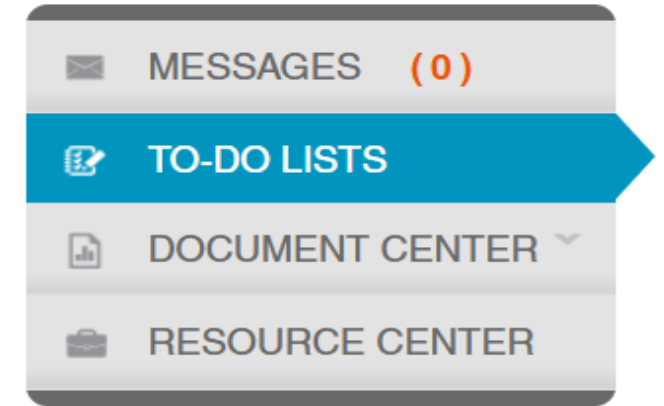 MESSAGES (0)
TO-DO LISTS
DOCUMENT CENTER
RESOURCE CENTER